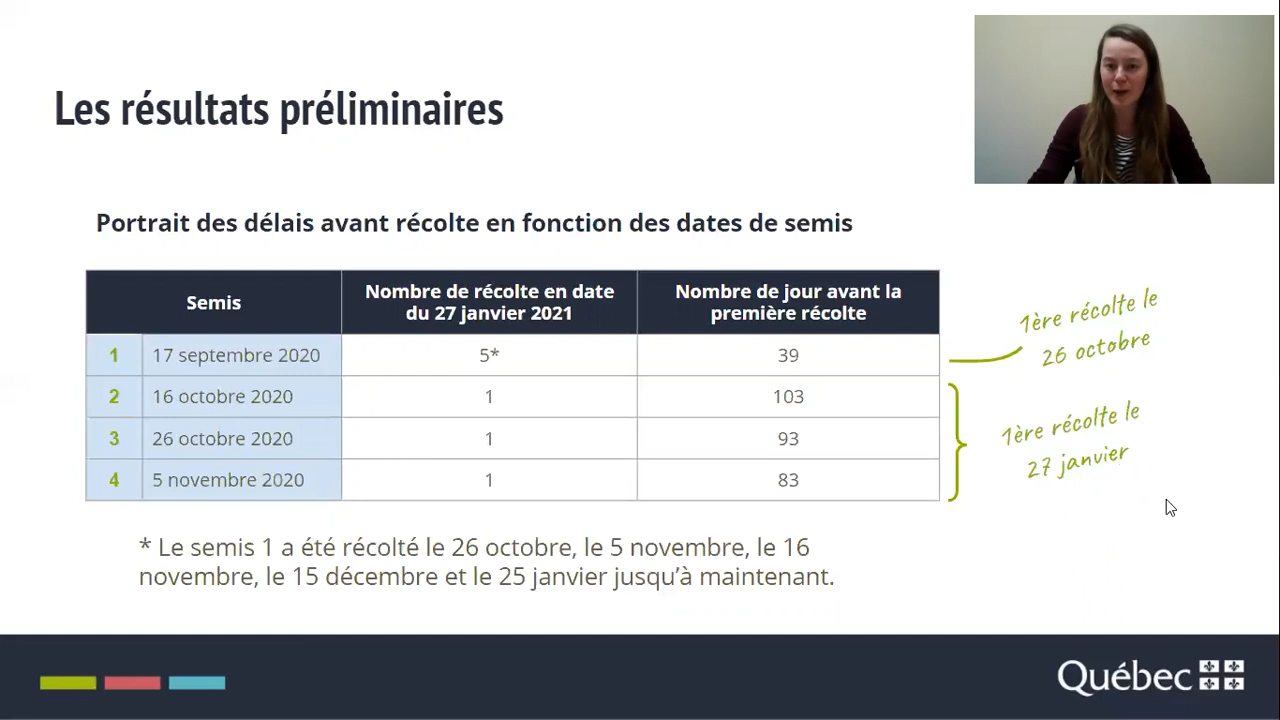 Les résultats préliminaires
Portrait des délais avant récolte en fonction des dates de semis
Semis
Nombre de récolte en date
du 27 janvier 2021
Nombre de jour avant la
première récolte
1 17 septembre 2020 5* 39
2 16 octobre 2020 1 103
3 26 octobre 2020 1 93
4 5 novembre 2020 1 83
1ère récolte le
26 octobre
1ère récolte le
27 janvier
* Le semis 1 a été récolté le 26 octobre, le 5 novembre, le 16
novembre, le 15 décembre et le 25 janvier jusqu'à maintenant.
Québec